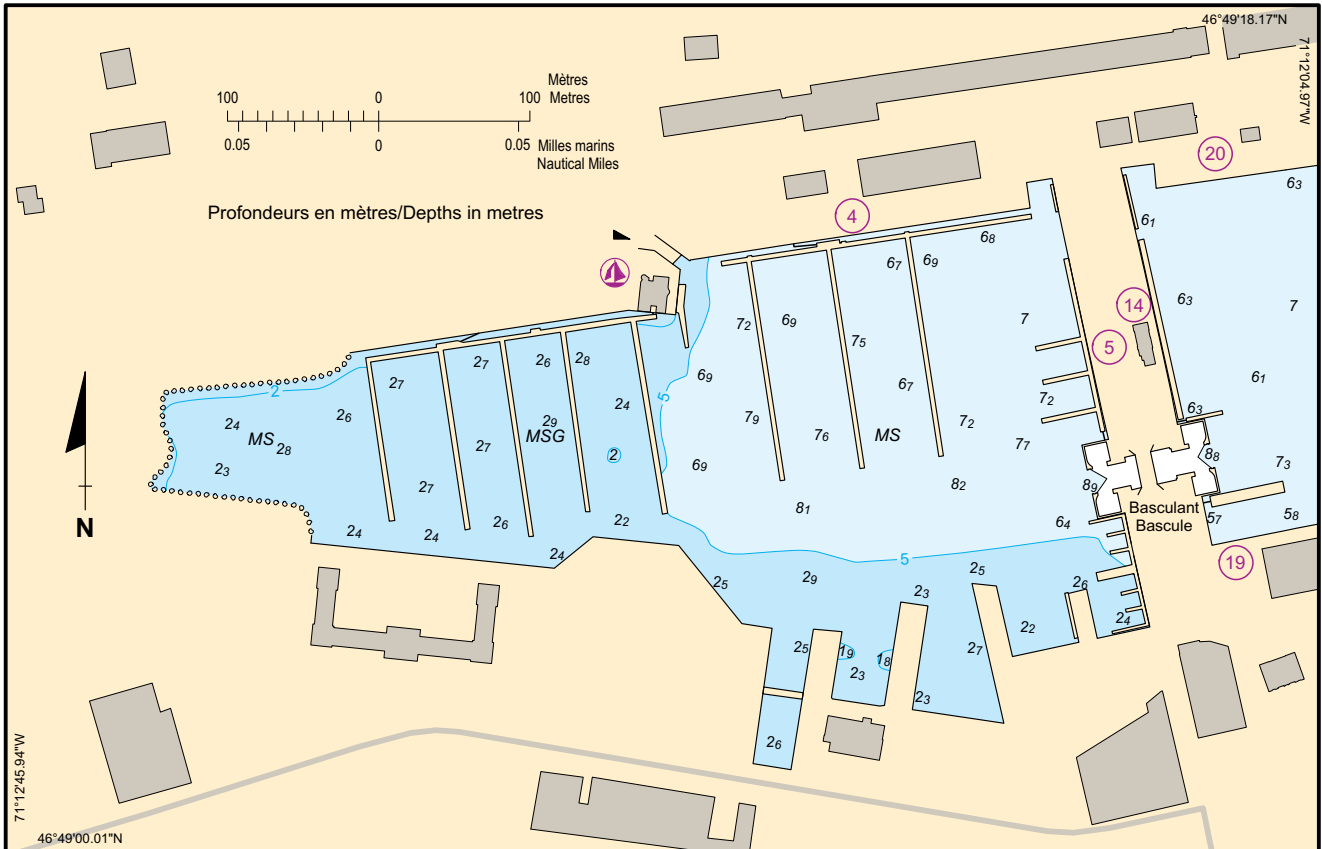 46°49'18.17"N
71°12'04.97"W
Mètres
Metres
100 0 100
0.05 0 0.05
Milles marins
Nautical Miles
Profondeurs en mètres/Depths in metres
20
6₃
4
6₁
6₈
6₇ 6₉
14
6₃ 7
7₂ 6₉ 7₅ 7
5
2₇ 2₇ 2₆ 2₈
6₉ 6₇ 6₁
2 5
2₆ 2₄ 7₂ 6₃
2₄ 2₉ 7₉ 7₂
MS 2₈ 2₇ MSG 7₆ MS 7₇
2₃ 2 6₉ 8₈ 7₃
2₇ 8₂ 8₉
8₁
Basculant
Bascule
2₄ 2₄ 2₆ 2₂ 6₄ 5₇ 5₈
N
2₄ 5
19
2₅ 2₉ 2₅ 2₆
2₃ 2₄
2₂
2₅ 1₉ 1₈ 2₇
2₃
2₃
2₆
71°12'45.94"W
46°49'00.01"N